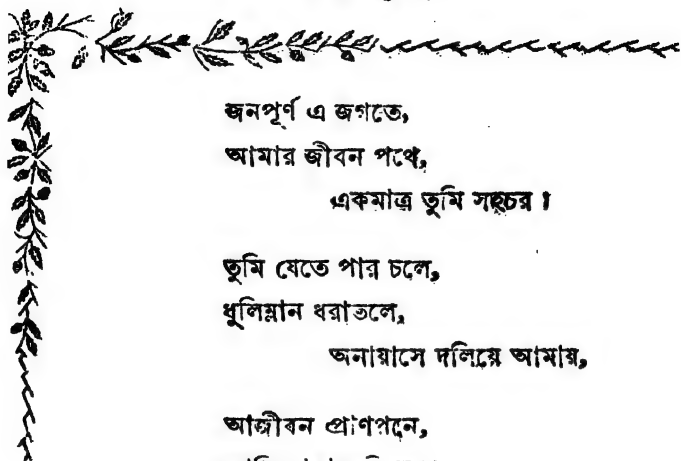 জনপূর্ণ এ জগতে,
আমার জীবন পথে,
একমাত্র তুমি সহচর।
তুমি যেতে পার চলে,
ধুলিম্লান ধরাতলে,
অনায়াসে দলিয়ে আমায়,
আজীবন প্রাণপনে,